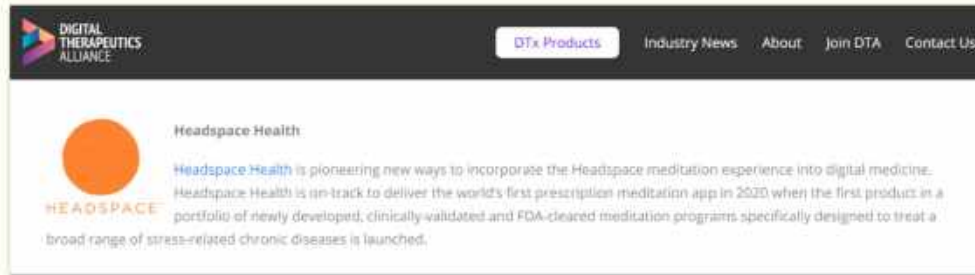 DIGITAL
THERAPEUTICS
ALLIANCE
DTx Products
Industry News
About
Join DTA
Contact Us
Headspace Health
Headspace Health is pioneering new ways to incorporate the Headspace meditation experience into digital medicine.
Headspace Health is on-track to deliver the world's first prescription meditation app in 2020 when the first product in a
HEADSPACE
portfolio of newly developed, clinically-validated and FDA-cleared meditation programs specifically designed to treat a
broad range of stress-related chronic diseases is launched.